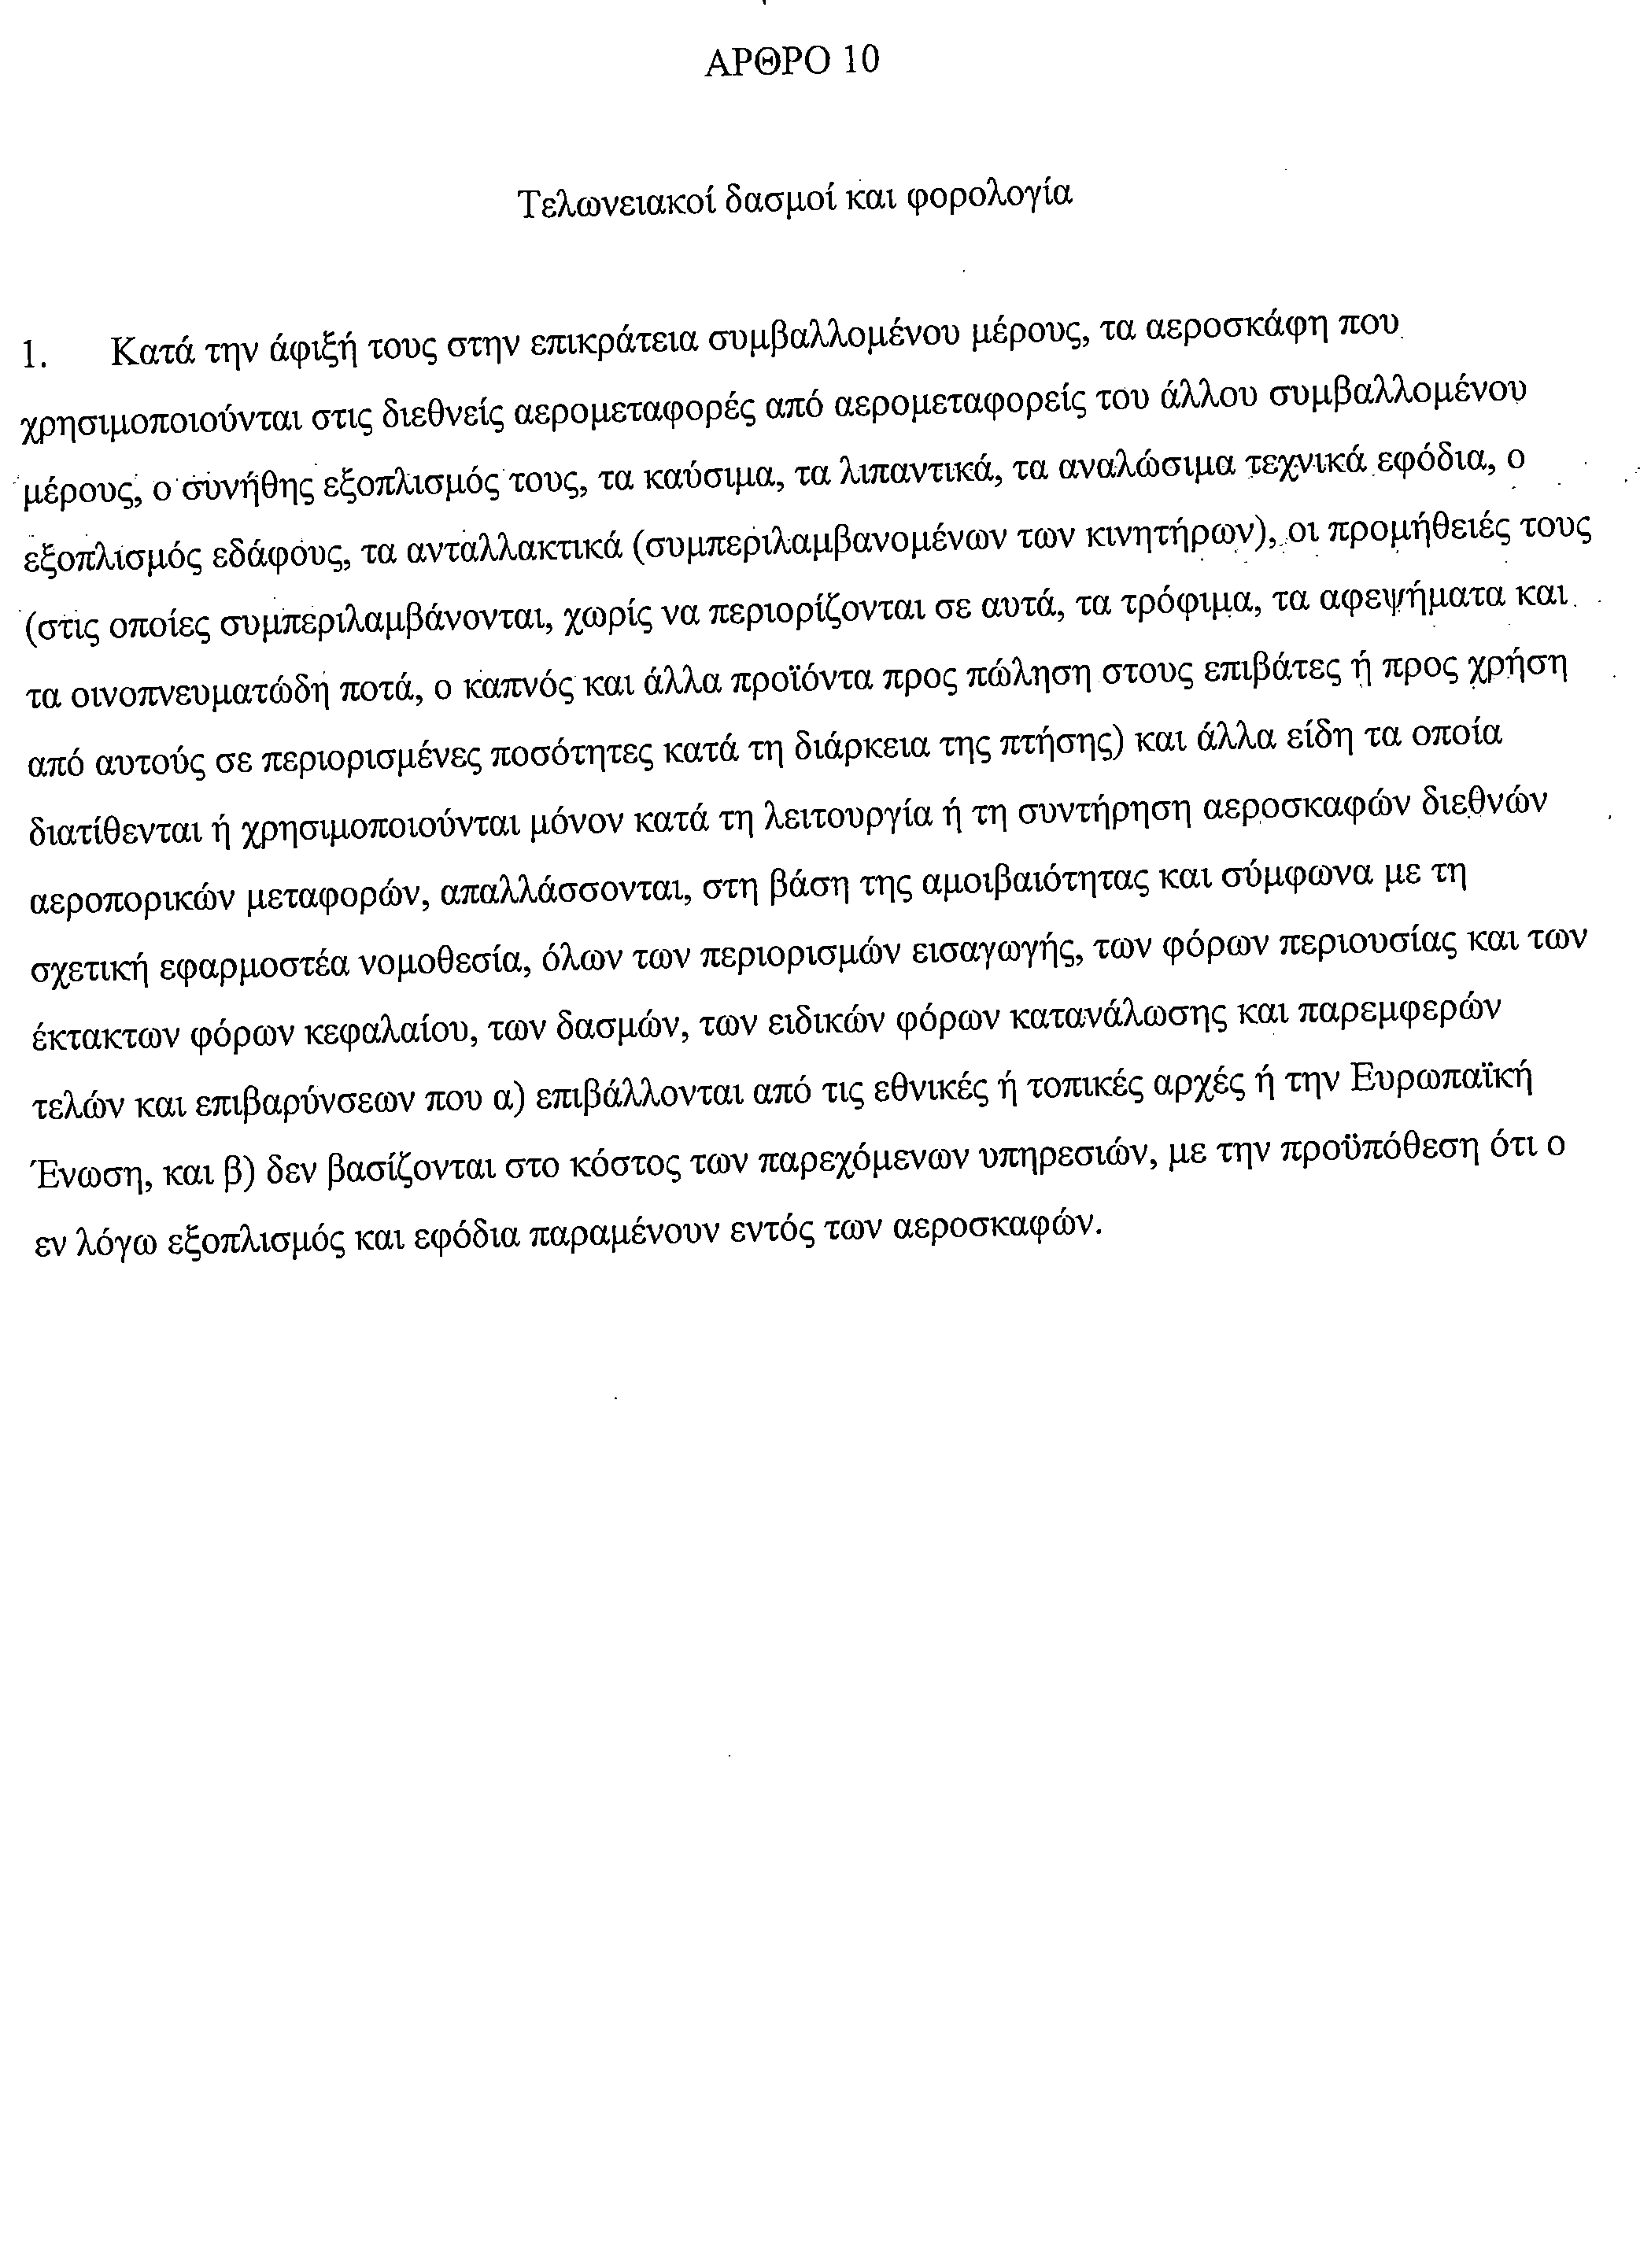 ΑΡΘΡΟ 10
Τελωνειακοί δασμοί και φορολογία
1. Κατά την άφιξή τους στην επικράτεια συμβαλλομένου μέρους, τα αεροσκάφη που
χρησιμοποιούνται στις διεθνείς αερομεταφορές από αερομεταφορείς του άλλου συμβαλλομένου
μέρους, ο συνήθης εξοπλισμός τους, τα καύσιμα, τα λιπαντικά, τα αναλώσιμα τεχνικά εφόδια, ο
εξοπλισμός εδάφους, τα ανταλλακτικά (συμπεριλαμβανομένων των κινητήρων), οι προμήθειές τους
(στις οποίες συμπεριλαμβάνονται, χωρίς να περιορίζονται σε αυτά, τα τρόφιμα, τα αφεψήματα και
τα οινοπνευματώδη ποτά, ο καπνός και άλλα προϊόντα προς πώληση στους επιβάτες ή προς χρήση
από αυτούς σε περιορισμένες ποσότητες κατά τη διάρκεια της πτήσης) και άλλα είδη τα οποία
διατίθενται ή χρησιμοποιούνται μόνον κατά τη λειτουργία ή τη συντήρηση αεροσκαφών διεθνών
αεροπορικών μεταφορών, απαλλάσσονται, στη βάση της αμοιβαιότητας και σύμφωνα με τη
σχετική εφαρμοστέα νομοθεσία, όλων των περιορισμών εισαγωγής, των φόρων περιουσίας και των
έκτακτων φόρων κεφαλαίου, των δασμών, των ειδικών φόρων κατανάλωσης και παρεμφερών
τελών και επιβαρύνσεων που α) επιβάλλονται από τις εθνικές ή τοπικές αρχές ή την Ευρωπαϊκή
Ένωση, και β) δεν βασίζονται στο κόστος των παρεχόμενων υπηρεσιών, με την προϋπόθεση ότι ο
εν λόγω εξοπλισμός και εφόδια παραμένουν εντός των αεροσκαφών.